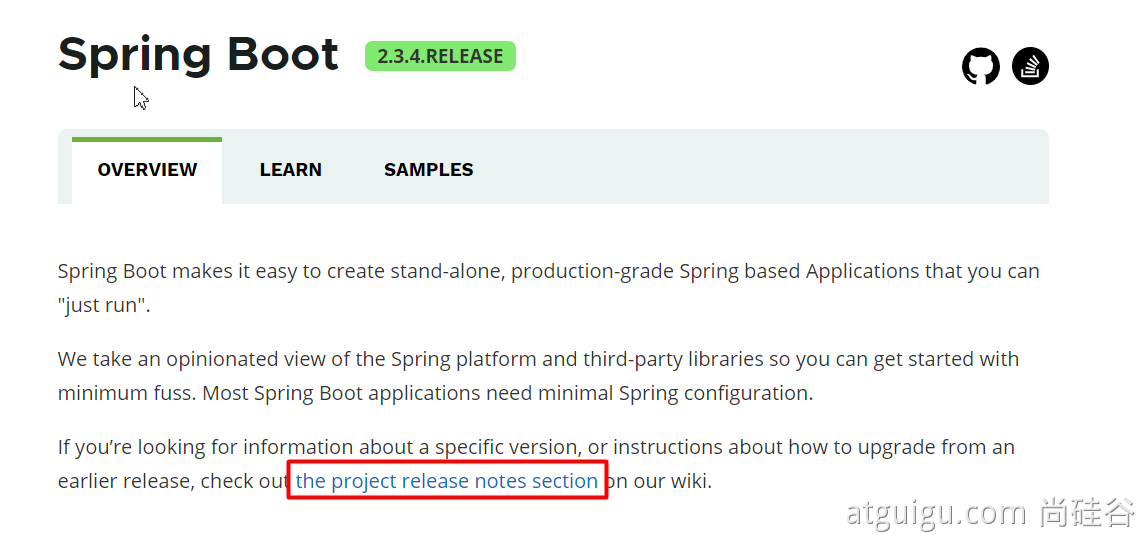 Spring Boot 2.3.4.RELEASE
OVERVIEW LEARN SAMPLES
Spring Boot makes it easy to create stand-alone, production-grade Spring based Applications that you can
"just run".
We take an opinionated view of the Spring platform and third-party libraries so you can get started with
minimum fuss. Most Spring Boot applications need minimal Spring configuration.
If you’re looking for information about a specific version, or instructions about how to upgrade from an
earlier release, check out the project release notes section on our wiki.
atguigu.com 尚硅谷